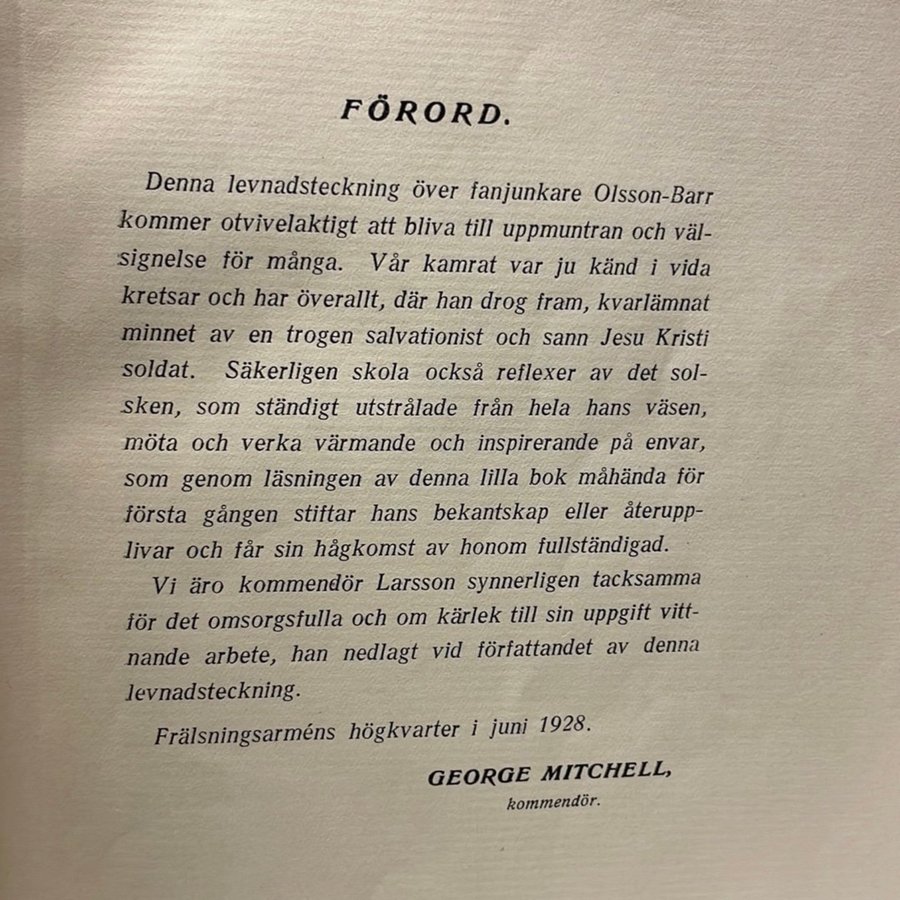 FÖRORD.
Denna levnadsteckning över fanjunkare Olsson-Barr
kommer otvivelaktigt att bliva till uppmuntran och väl-
signelse för många. Vår kamrat var ju känd i vida
kretsar och har överallt, där han drog fram, kvarlämnat
minnet av en trogen salvationist och sann Jesu Kristi
soldat. Säkerligen skola också reflexer av det sol-
sken, som ständigt utstrålade från hela hans väsen,
möta och verka värmande och inspirerande på envar,
som genom läsningen av denna lilla bok måhända för
första gången stiftar hans bekantskap eller återupp-
livar och får sin hågkomst av honom fullständigad.
Vi äro kommendör Larsson synnerligen tacksamma
för det omsorgsfulla och om kärlek till sin uppgift vitt-
nande arbete, han nedlagt vid författandet av denna
levnadsteckning.
Frälsningsarméns högkvarter i juni 1928.
GEORGE MITCHELL,
kommendör.